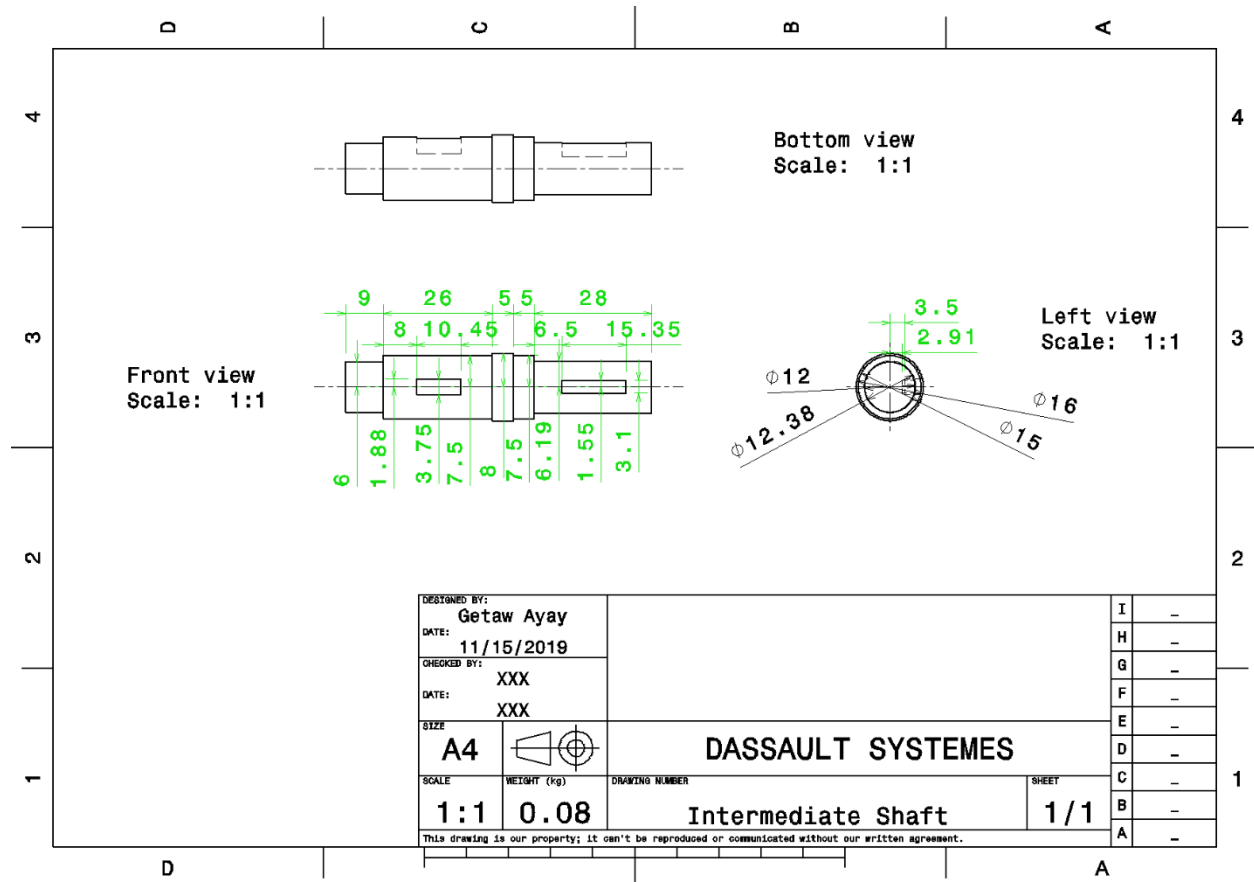 D C B A
4 4
Bottom view
Scale: 1:1
9 26 5 5 28
8 10.45 6.5 15.35
3.5
2.91
Left view
Scale: 1:1
3 3
Front view
Scale: 1:1
6 1.88 3.75 7.5 8 7.5 6.19 1.55 3.1
Ø12
Ø12.38
Ø16
Ø15
2 2
DESIGNED BY:
Getaw Ayay
DATE:
11/15/2019
CHECKED BY:
XXX
DATE:
XXX
SIZE
A4
DASSAULT SYSTEMES
SCALE
1:1
WEIGHT (kg)
0.08
DRAWING NUMBER
Intermediate Shaft
SHEET
1/1
This drawing is our property; it can't be reproduced or communicated without our written agreement.
I _
H _
G _
F _
E _
D _
C _
B _
A _
1 1
D A